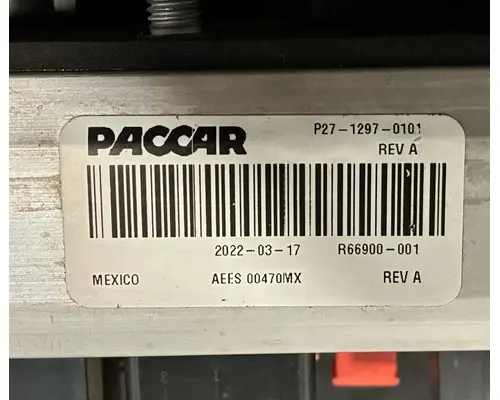 PACCAR P27-1297-0101
REV A
2022-03-17 R66900-001
MEXICO AEES 00470MX REV A